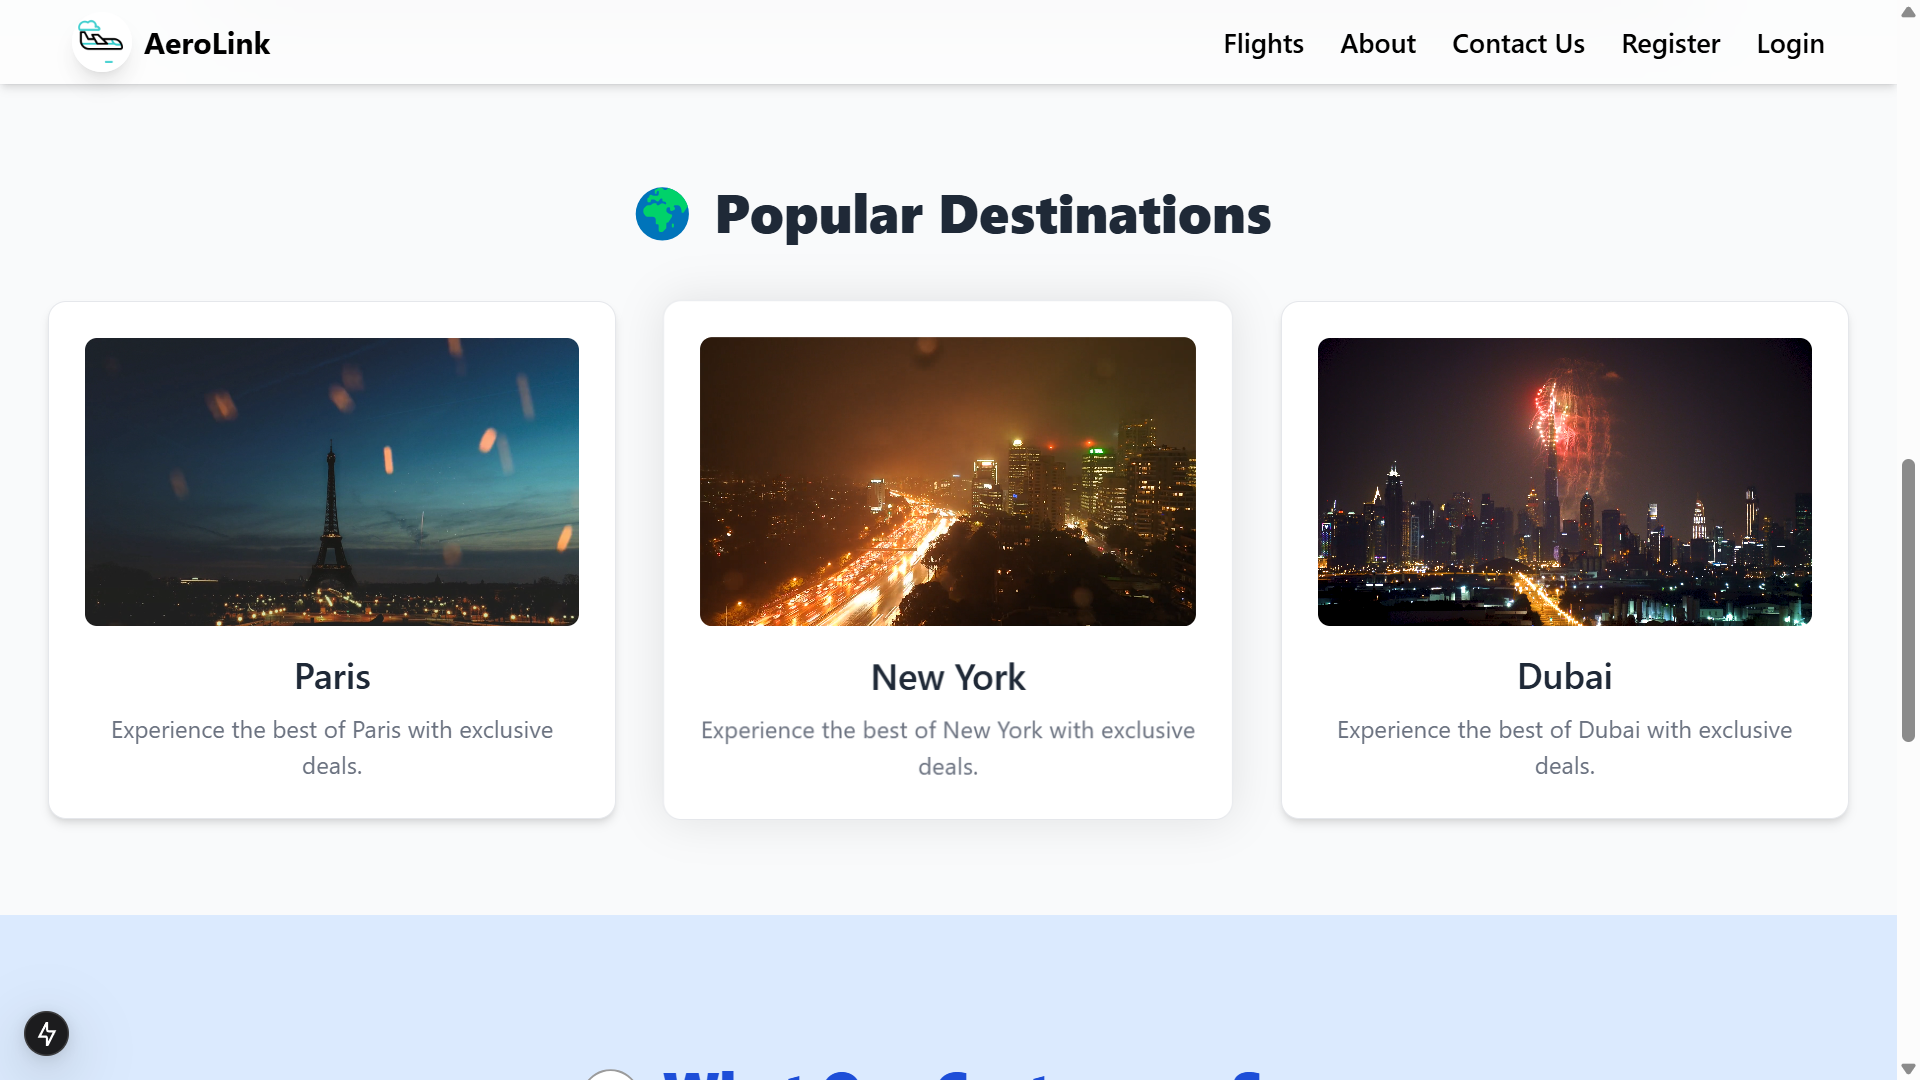 AeroLink
Flights
About
Contact Us
Register
Login
Popular Destinations
Paris
Experience the best of Paris with exclusive
deals.
New York
Experience the best of New York with exclusive
deals.
Dubai
Experience the best of Dubai with exclusive
deals.